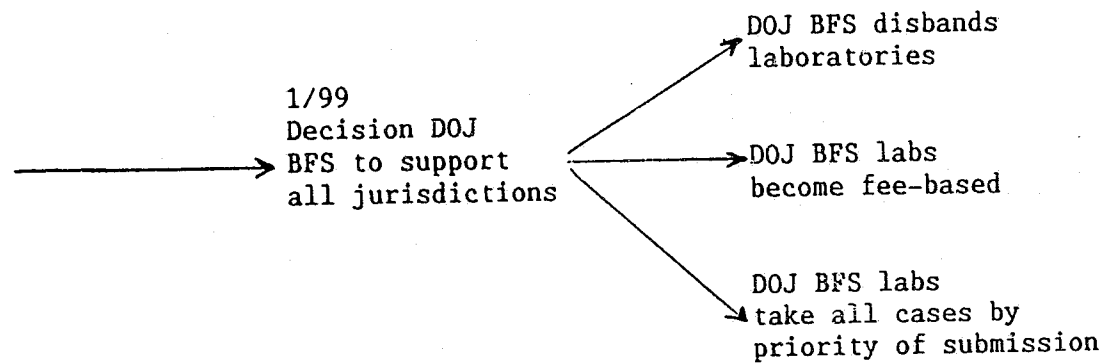 1/99
Decision DOJ
BFS to support
all jurisdictions
DOJ BFS disbands
laboratories
DOJ BFS labs
become fee-based
DOJ BFS labs
take all cases by
priority of submission